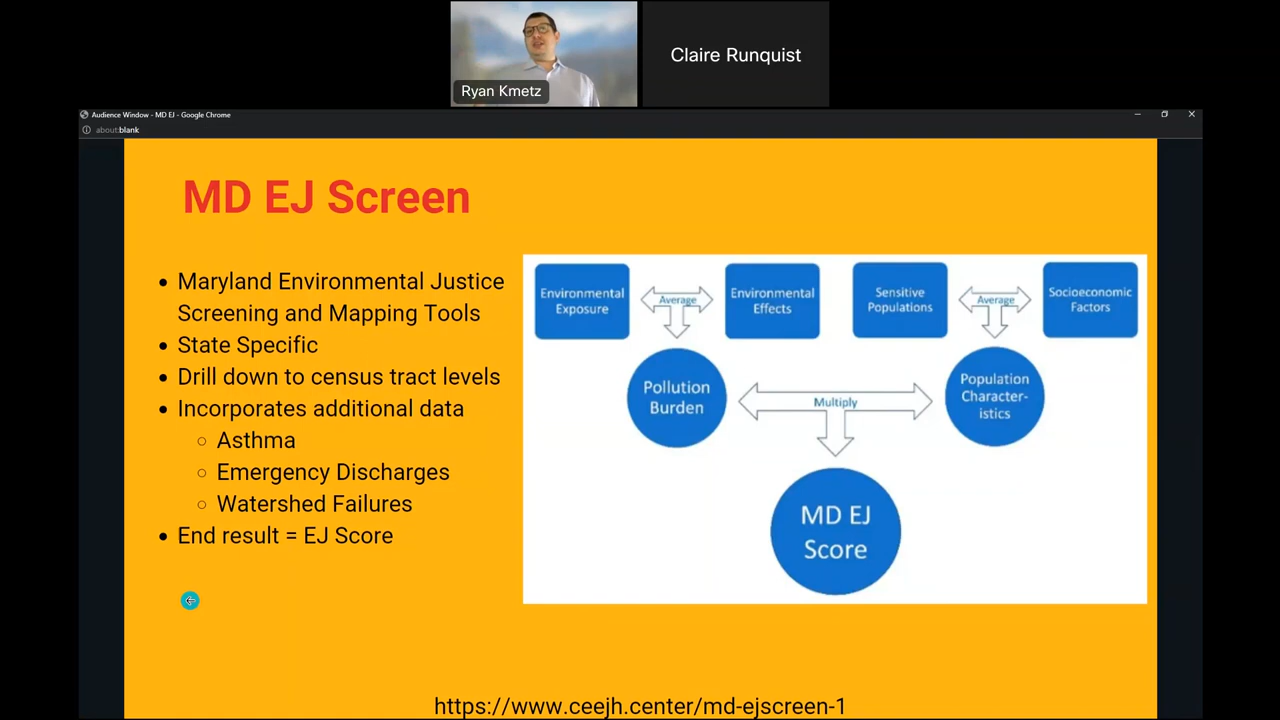 Ryan Kmetz
Claire Runquist
Audience Window - MD EJ - Google Chrome
about:blank
MD EJ Screen
• Maryland Environmental Justice
Screening and Mapping Tools
• State Specific
• Drill down to census tract levels
• Incorporates additional data
○ Asthma
○ Emergency Discharges
○ Watershed Failures
• End result = EJ Score
Environmental
Exposure
Average
Environmental
Effects
Sensitive
Populations
Average
Socioeconomic
Factors
Pollution
Burden
Multiply
Population
Character-
istics
MD EJ
Score
https://www.ceejh.center/md-ejscreen-1